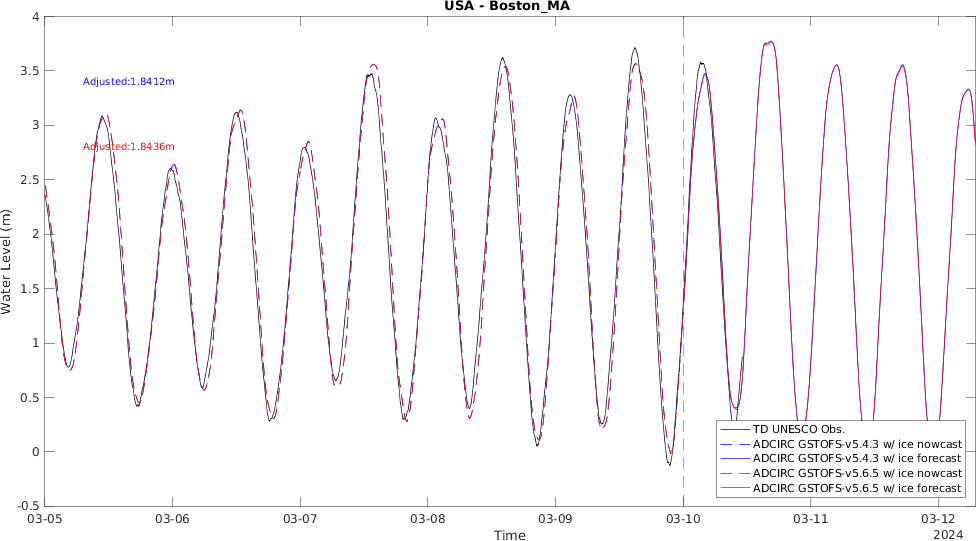 USA - Boston_MA
Adjusted:1.8412m
Adjusted:1.8436m
Water Level (m)
4
3.5
3
2.5
2
1.5
1
0.5
0
-0.5
TD UNESCO Obs.
ADCIRC GSTOFS-v5.4.3 w/ ice nowcast
ADCIRC GSTOFS-v5.4.3 w/ ice forecast
ADCIRC GSTOFS-v5.6.5 w/ ice nowcast
ADCIRC GSTOFS-v5.6.5 w/ ice forecast
03-05 03-06 03-07 03-08 03-09 03-10 03-11 03-12
Time
2024